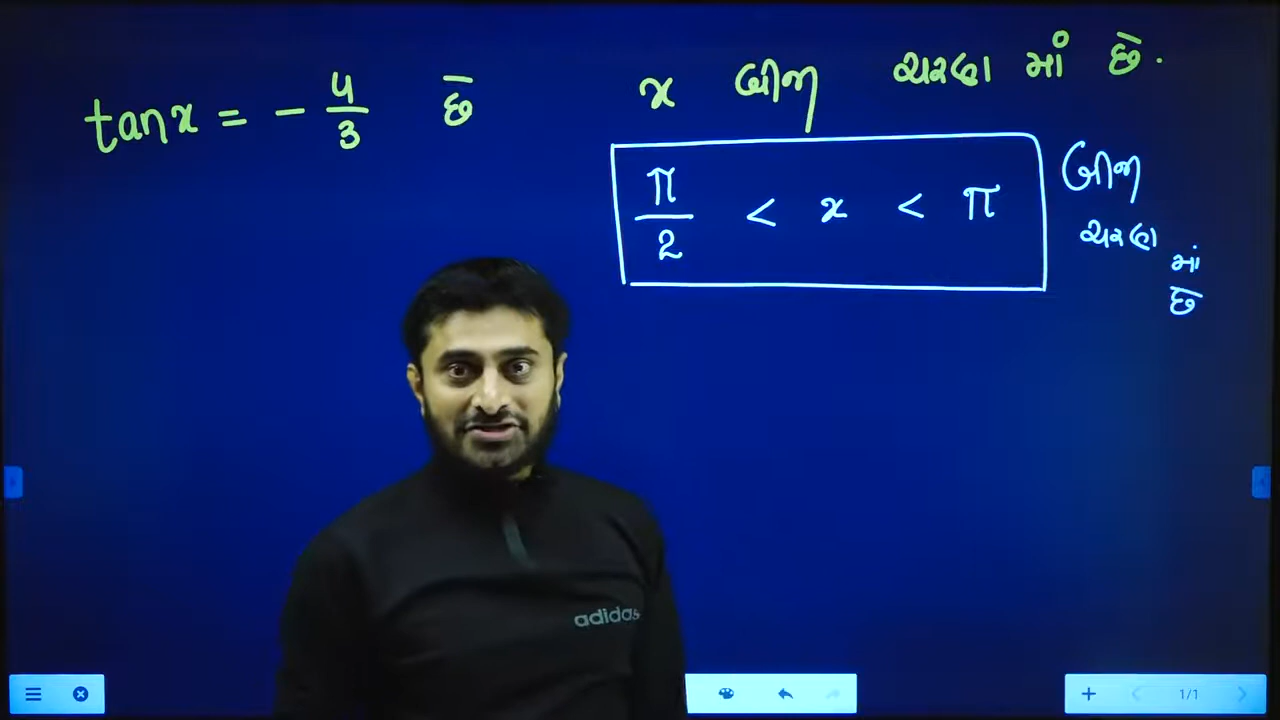 tanx = - 4/3 છે
x બીજા ચરણ માં છે.
π/2 < x < π
બીજા
ચરણ
માં
છે
adidas
1/1